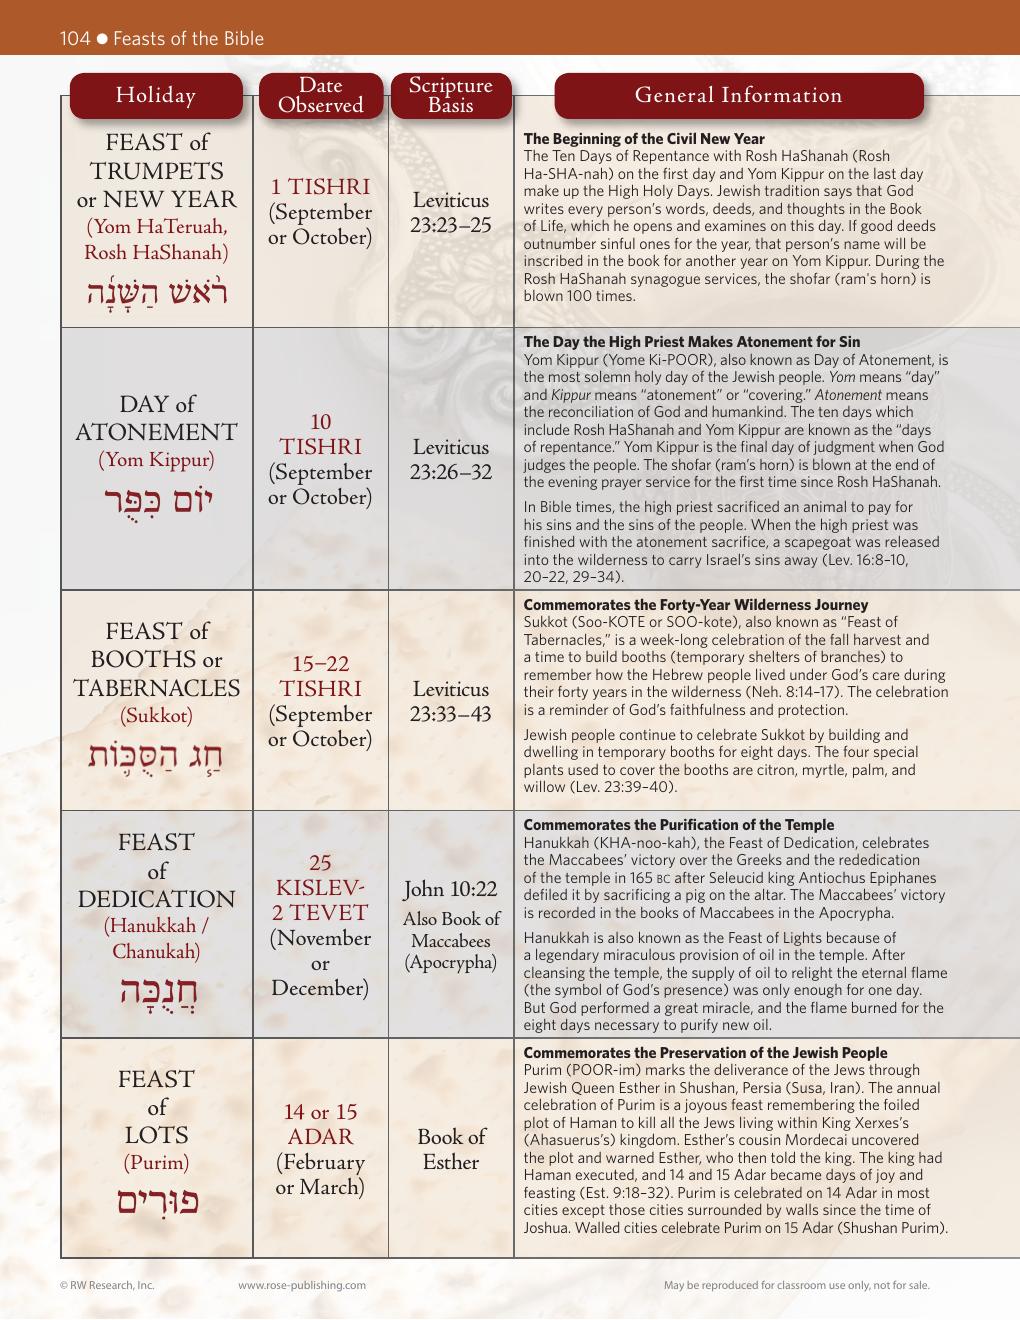 104 ● Feasts of the Bible
Holiday
Date
Observed
Scripture
Basis
General Information
FEAST of
TRUMPETS
or NEW YEAR
(Yom HaTeruah,
Rosh HaShanah)
רֹאשׁ הַשָּׁנָה
1 TISHRI
(September
or October)
Leviticus
23:23–25
The Beginning of the Civil New Year
The Ten Days of Repentance with Rosh HaShanah (Rosh
Ha-SHA-nah) on the first day and Yom Kippur on the last day
make up the High Holy Days. Jewish tradition says that God
writes every person's words, deeds, and thoughts in the Book
of Life, which he opens and examines on this day. If good deeds
outnumber sinful ones for the year, that person's name will be
inscribed in the book for another year on Yom Kippur. During the
Rosh HaShanah synagogue services, the shofar (ram's horn) is
blown 100 times.
DAY of
ATONEMENT
(Yom Kippur)
יוֹם כִּפֻּר
10
TISHRI
(September
or October)
Leviticus
23:26–32
The Day the High Priest Makes Atonement for Sin
Yom Kippur (Yome Ki-POOR), also known as Day of Atonement, is
the most solemn holy day of the Jewish people. Yom means “day”
and Kippur means “atonement” or “covering.” Atonement means
the reconciliation of God and humankind. The ten days which
include Rosh HaShanah and Yom Kippur are known as the “days
of repentance.” Yom Kippur is the final day of judgment when God
judges the people. The shofar (ram’s horn) is blown at the end of
the evening prayer service for the first time since Rosh HaShanah.
In Bible times, the high priest sacrificed an animal to pay for
his sins and the sins of the people. When the high priest was
finished with the atonement sacrifice, a scapegoat was released
into the wilderness to carry Israel’s sins away (Lev. 16:8–10,
20–22, 29–34).
FEAST of
BOOTHS or
TABERNACLES
(Sukkot)
חַג הַסֻּכּוֹת
15–22
TISHRI
(September
or October)
Leviticus
23:33–43
Commemorates the Forty-Year Wilderness Journey
Sukkot (Soo-KOTE or SOO-kote), also known as “Feast of
Tabernacles,” is a week-long celebration of the fall harvest and
a time to build booths (temporary shelters of branches) to
remember how the Hebrew people lived under God’s care during
their forty years in the wilderness (Neh. 8:14–17). The celebration
is a reminder of God’s faithfulness and protection.
Jewish people continue to celebrate Sukkot by building and
dwelling in temporary booths for eight days. The four special
plants used to cover the booths are citron, myrtle, palm, and
willow (Lev. 23:39–40).
FEAST
of
DEDICATION
(Hanukkah /
Chanukah)
חֲנֻכָּה
25
KISLEV-
2 TEVET
(November
or
December)
John 10:22
Also Book of
Maccabees
(Apocrypha)
Commemorates the Purification of the Temple
Hanukkah (KHA-noo-kah), the Feast of Dedication, celebrates
the Maccabees’ victory over the Greeks and the rededication
of the temple in 165 BC after Seleucid king Antiochus Epiphanes
defiled it by sacrificing a pig on the altar. The Maccabees’ victory
is recorded in the books of Maccabees in the Apocrypha.
Hanukkah is also known as the Feast of Lights because of
a legendary miraculous provision of oil in the temple. After
cleansing the temple, the supply of oil to relight the eternal flame
(the symbol of God’s presence) was only enough for one day.
But God performed a great miracle, and the flame burned for the
eight days necessary to purify new oil.
FEAST
of
LOTS
(Purim)
פוּרִים
14 or 15
ADAR
(February
or March)
Book of
Esther
Commemorates the Preservation of the Jewish People
Purim (POOR-im) marks the deliverance of the Jews through
Jewish Queen Esther in Shushan, Persia (Susa, Iran). The annual
celebration of Purim is a joyous feast remembering the foiled
plot of Haman to kill all the Jews living within King Xerxes’s
(Ahasuerus’s) kingdom. Esther’s cousin Mordecai uncovered
the plot and warned Esther, who then told the king. The king had
Haman executed, and 14 and 15 Adar became days of joy and
feasting (Est. 9:18–32). Purim is celebrated on 14 Adar in most
cities except those cities surrounded by walls since the time of
Joshua. Walled cities celebrate Purim on 15 Adar (Shushan Purim).
© RW Research, Inc.
www.rose-publishing.com
May be reproduced for classroom use only, not for sale.